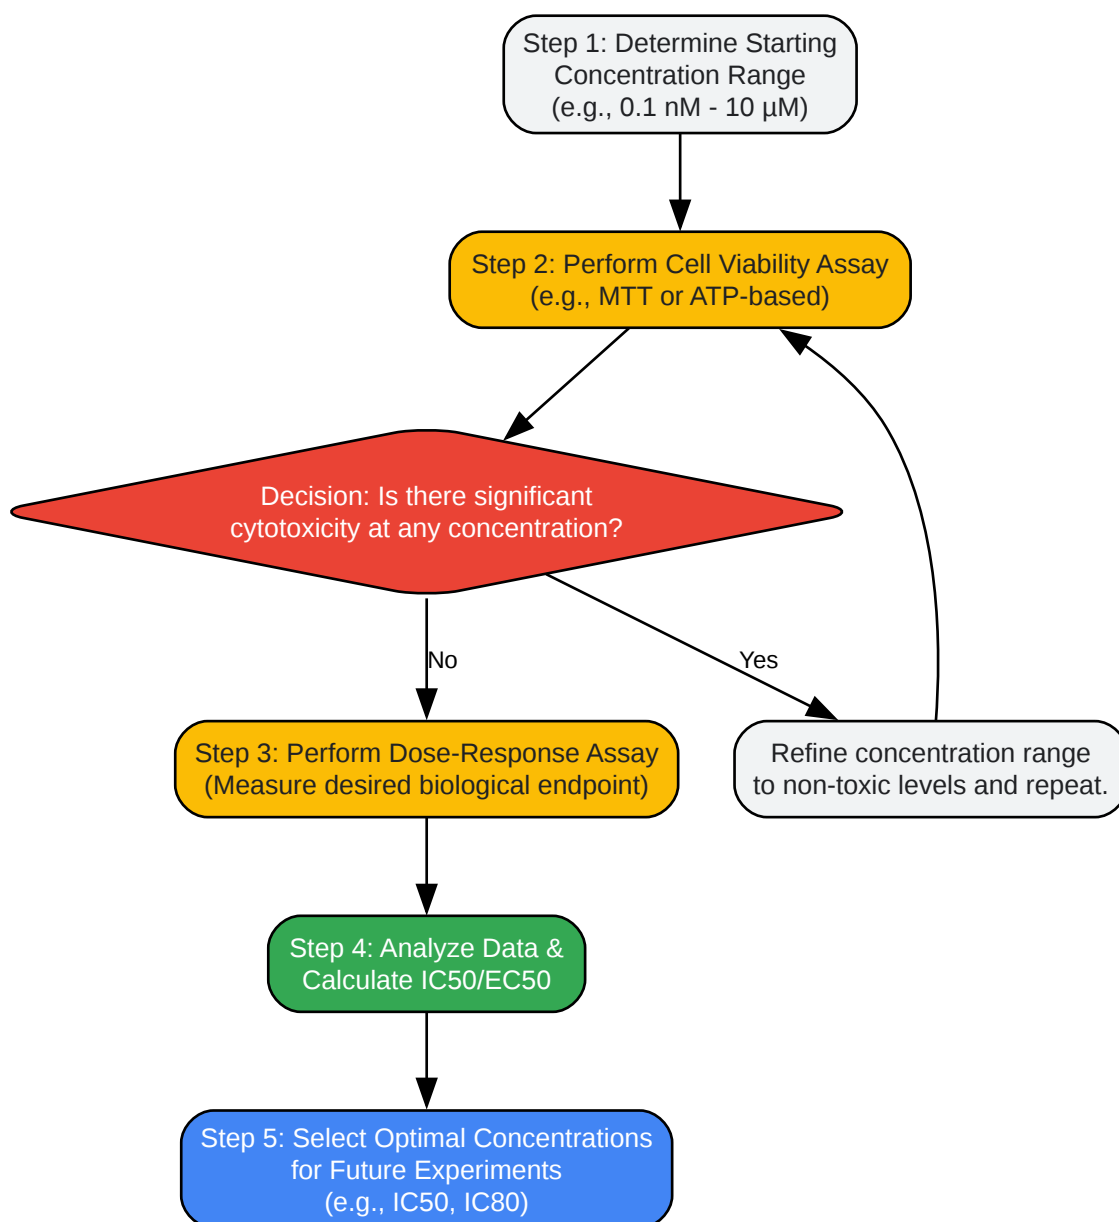 Step 1: Determine Starting
Concentration Range
(e.g., 0.1 nM - 10 µM)
Step 2: Perform Cell Viability Assay
(e.g., MTT or ATP-based)
Decision: Is there significant
cytotoxicity at any concentration?
No
Yes
Step 3: Perform Dose-Response Assay
(Measure desired biological endpoint)
Refine concentration range
to non-toxic levels and repeat.
Step 4: Analyze Data &
Calculate IC50/EC50
Step 5: Select Optimal Concentrations
for Future Experiments
(e.g., IC50, IC80)